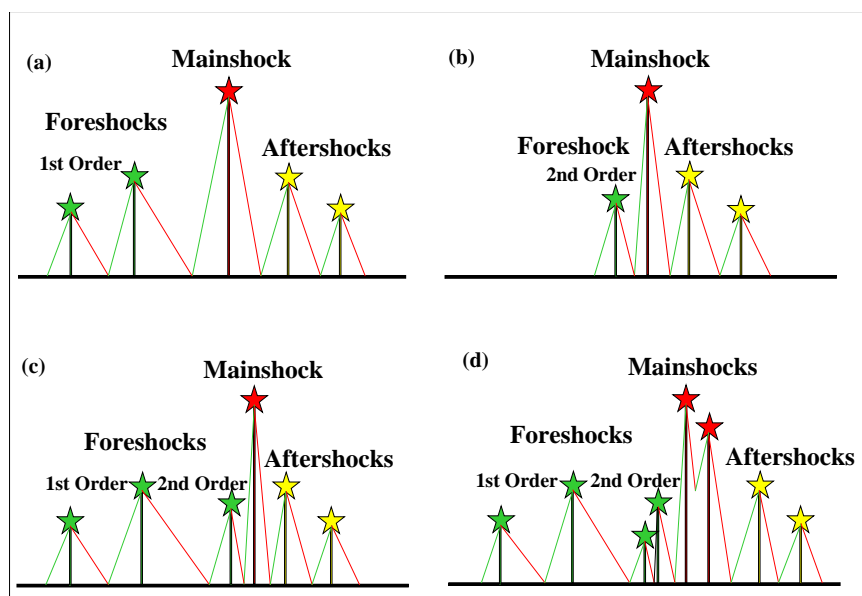 (a)
Mainshock
Foreshocks
1st Order
Aftershocks
(b)
Mainshock
Foreshock
2nd Order
Aftershocks
(c)
Mainshock
Foreshocks
1st Order 2nd Order
Aftershocks
(d)
Mainshocks
Foreshocks
1st Order 2nd Order
Aftershocks